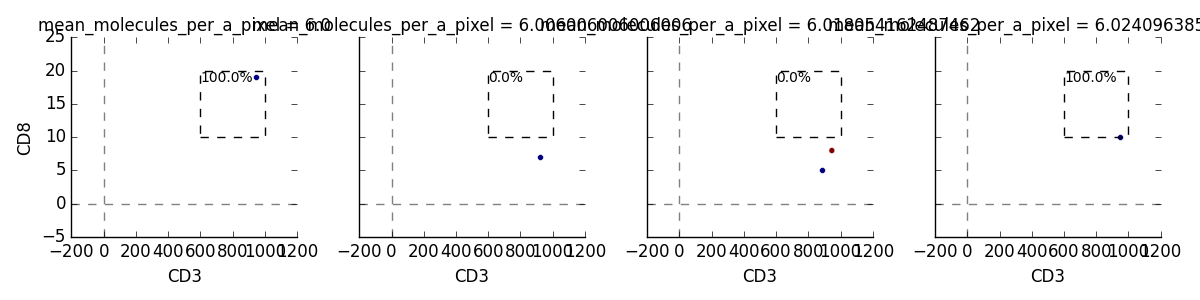 mean_molecules_per_a_pixel = 6.0
mean_molecules_per_a_pixel = 6.006006006006006
mean_molecules_per_a_pixel = 6.018054162487462
mean_molecules_per_a_pixel = 6.024096385
25
20
15
10
5
0
−5
CD8
100.0%
0.0%
0.0%
100.0%
−200 0 200 400 600 800 1000 1200
−200 0 200 400 600 800 1000 1200
−200 0 200 400 600 800 1000 1200
−200 0 200 400 600 800 1000 1200
CD3
CD3
CD3
CD3